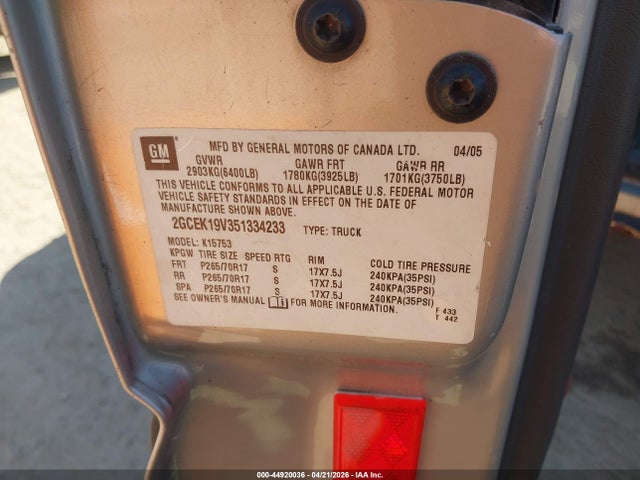 GM
MFD BY GENERAL MOTORS OF CANADA LTD. 04/05
GVWR GAWR FRT GAWR RR
2903KG(6400LB) 1780KG(3925LB) 1701KG(3750LB)
THIS VEHICLE CONFORMS TO ALL APPLICABLE U.S. FEDERAL MOTOR
VEHICLE SAFETY STANDARDS IN EFFECT ON THE DATE OF
MANUFACTURE SHOWN ABOVE.
2GCEK19V351334233 TYPE: TRUCK
MODEL: K15753
KPGW TIRE SIZE SPEED RTG RIM COLD TIRE PRESSURE
FRT P265/70R17 S 17X7.5J 240KPA(35PSI)
RR P265/70R17 S 17X7.5J 240KPA(35PSI)
SPA P265/70R17 S 17X7.5J 240KPA(35PSI)
SEE OWNER'S MANUAL FOR MORE INFORMATION.
F 433
T 442
000-44920036 - 04/21/2026 - IAA Inc.